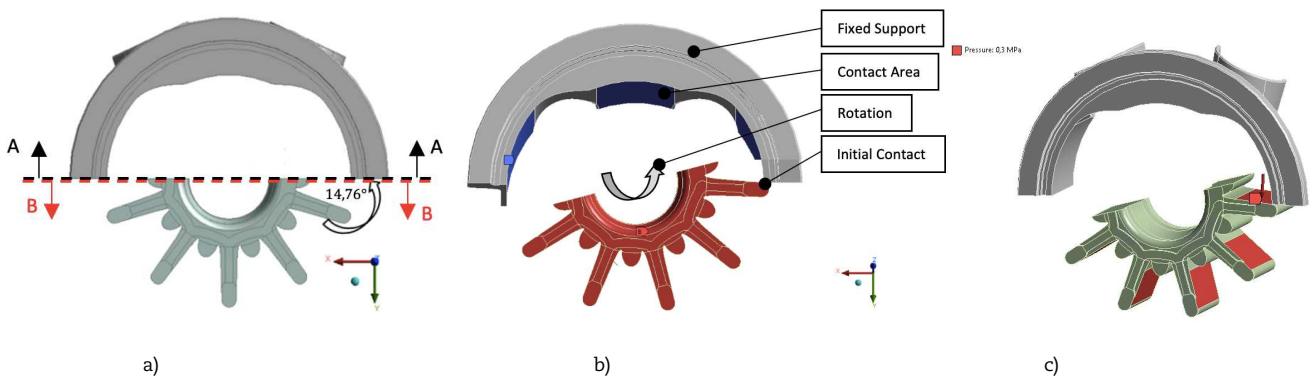 A
A
B
B
14,76°
X
Y
a)
Fixed Support
Contact Area
Rotation
Initial Contact
X
Z
Y
b)
Pressure: 0,3 MPa
c)